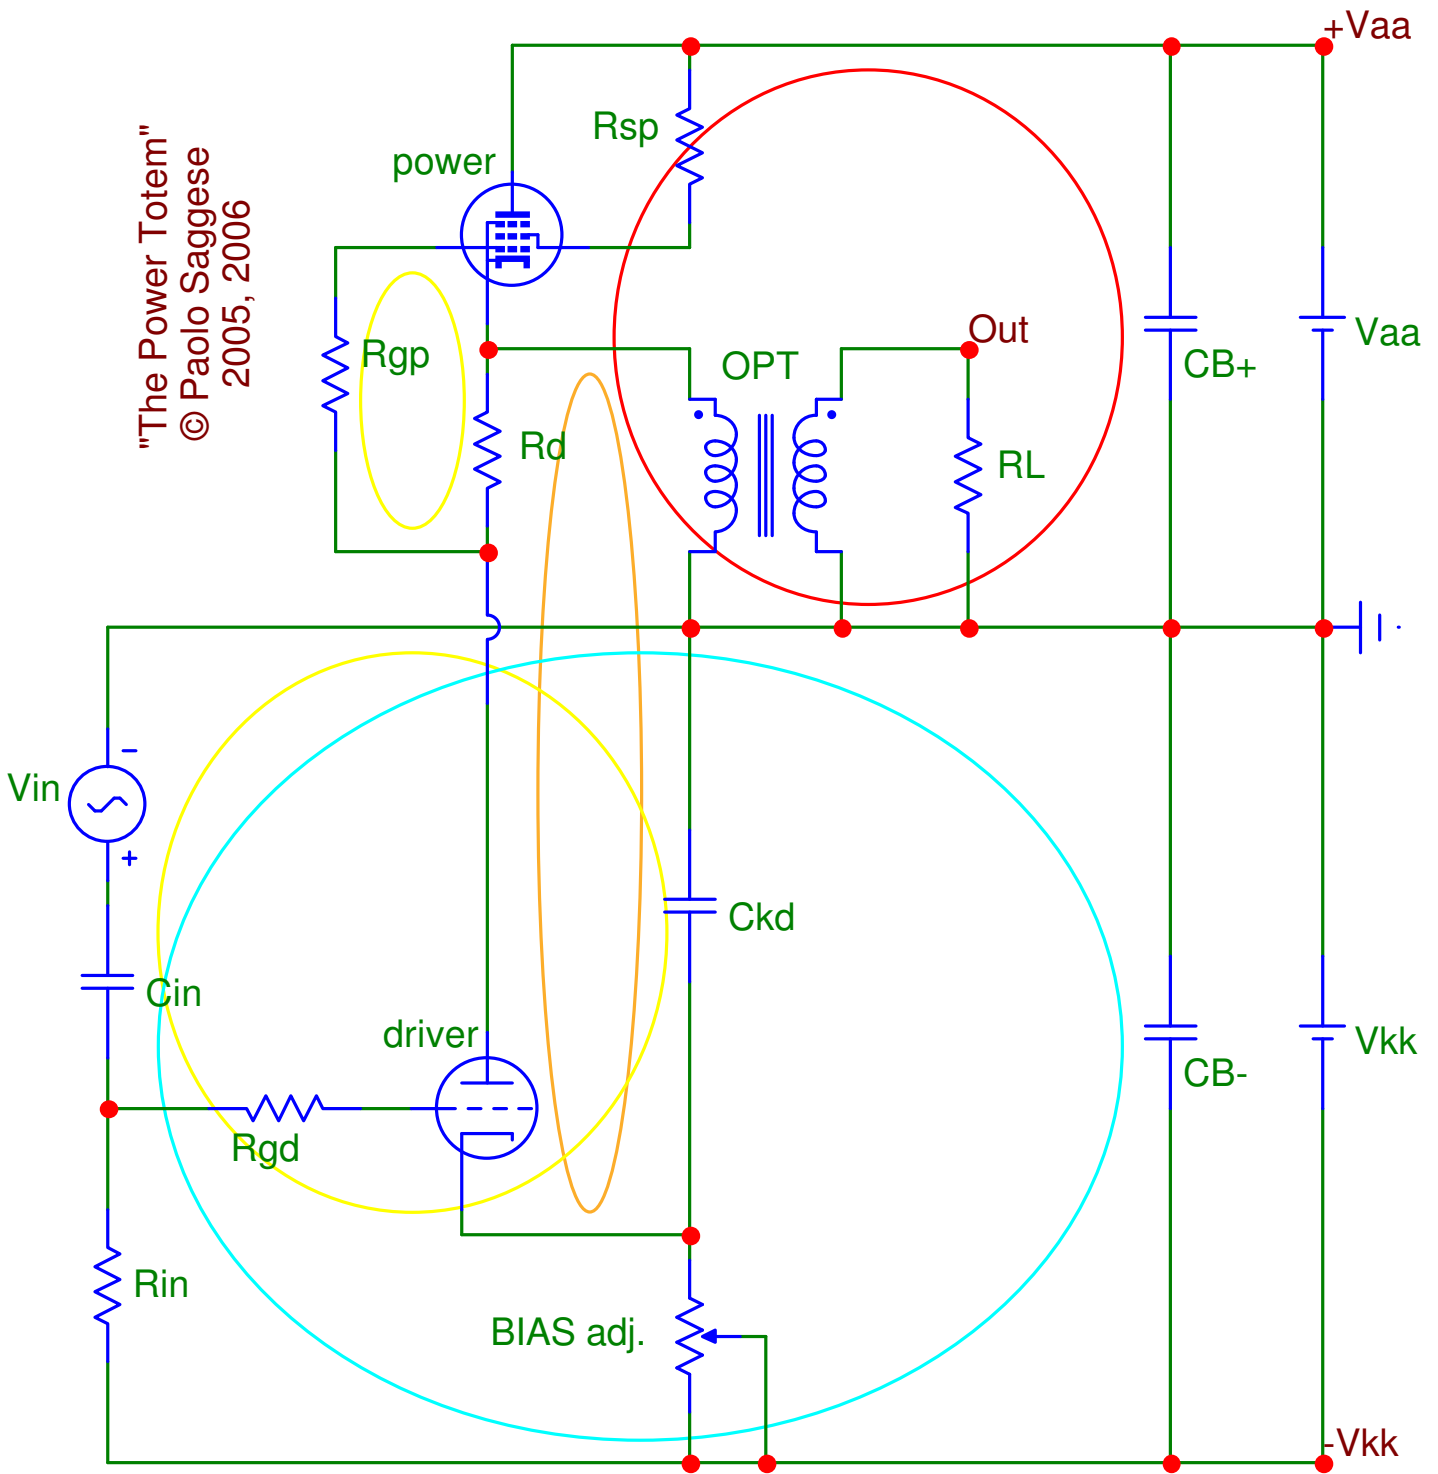 "The Power Totem"
© Paolo Saggese
2005, 2006
+Vaa
Rsp
power
Out
Rgp
OPT
CB+
Vaa
Rd
RL
-
Vin
+
Ckd
Cin
driver
Vkk
CB-
Rgd
Rin
BIAS adj.
-Vkk